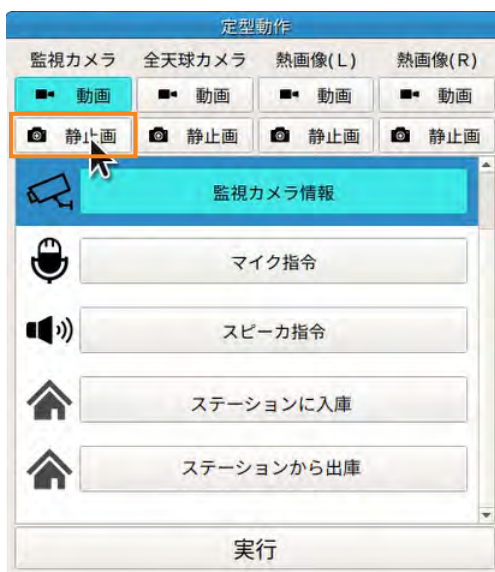 定型動作
監視カメラ 全天球カメラ 熱画像(L) 熱画像(R)
動画 動画 動画 動画
静止画 静止画 静止画 静止画
監視カメラ情報
マイク指令
スピーカ指令
ステーションに入庫
ステーションから出庫
実行